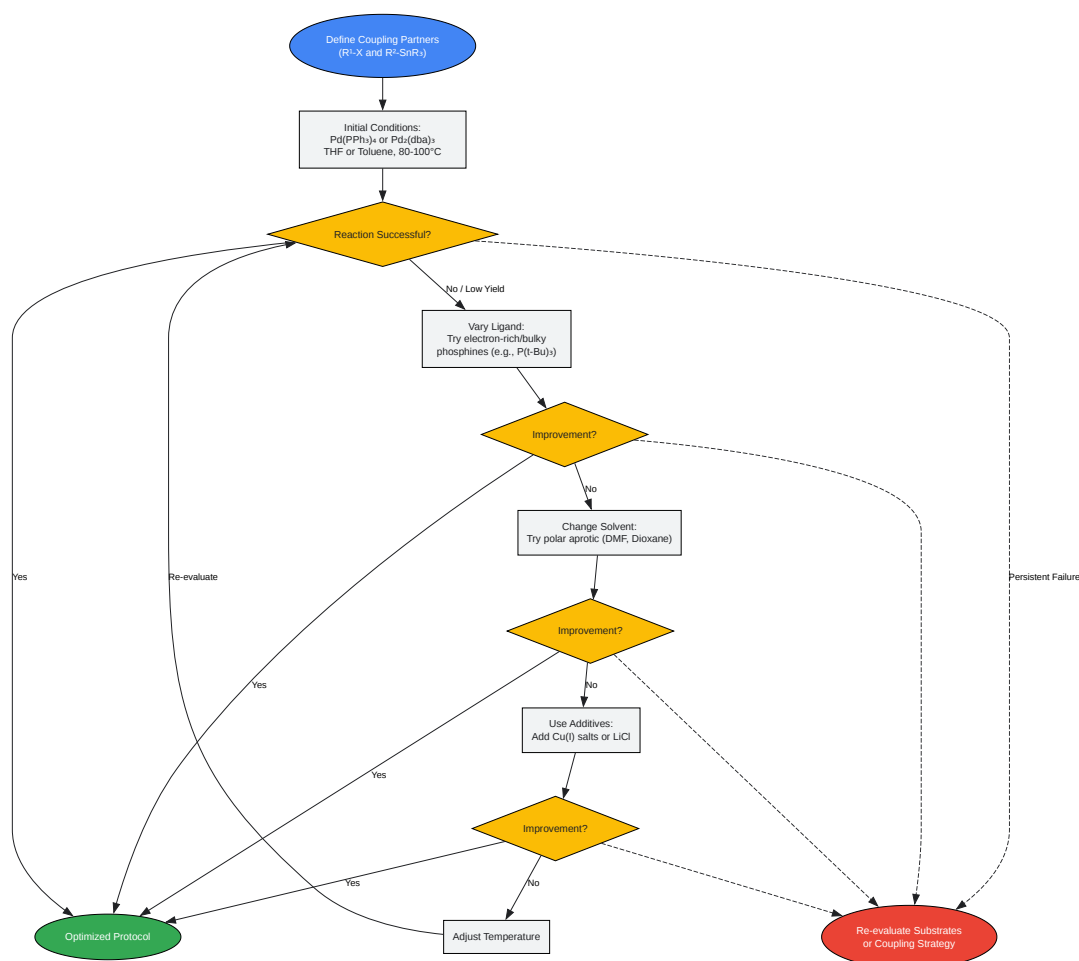 Define Coupling Partners
(R¹-X and R²-SnR₃)
Initial Conditions:
Pd(PPh₃)₄ or Pd₂(dba)₃
THF or Toluene, 80-100°C
Reaction Successful?
No / Low Yield
Vary Ligand:
Try electron-rich/bulky
phosphines (e.g., P(t-Bu)₃)
Improvement?
No
Change Solvent:
Try polar aprotic (DMF, Dioxane)
Yes
Re-evaluate
Persistent Failure
Improvement?
Yes
No
Use Additives:
Add Cu(I) salts or LiCl
Yes
Improvement?
Yes
No
Optimized Protocol
Adjust Temperature
Re-evaluate Substrates
or Coupling Strategy